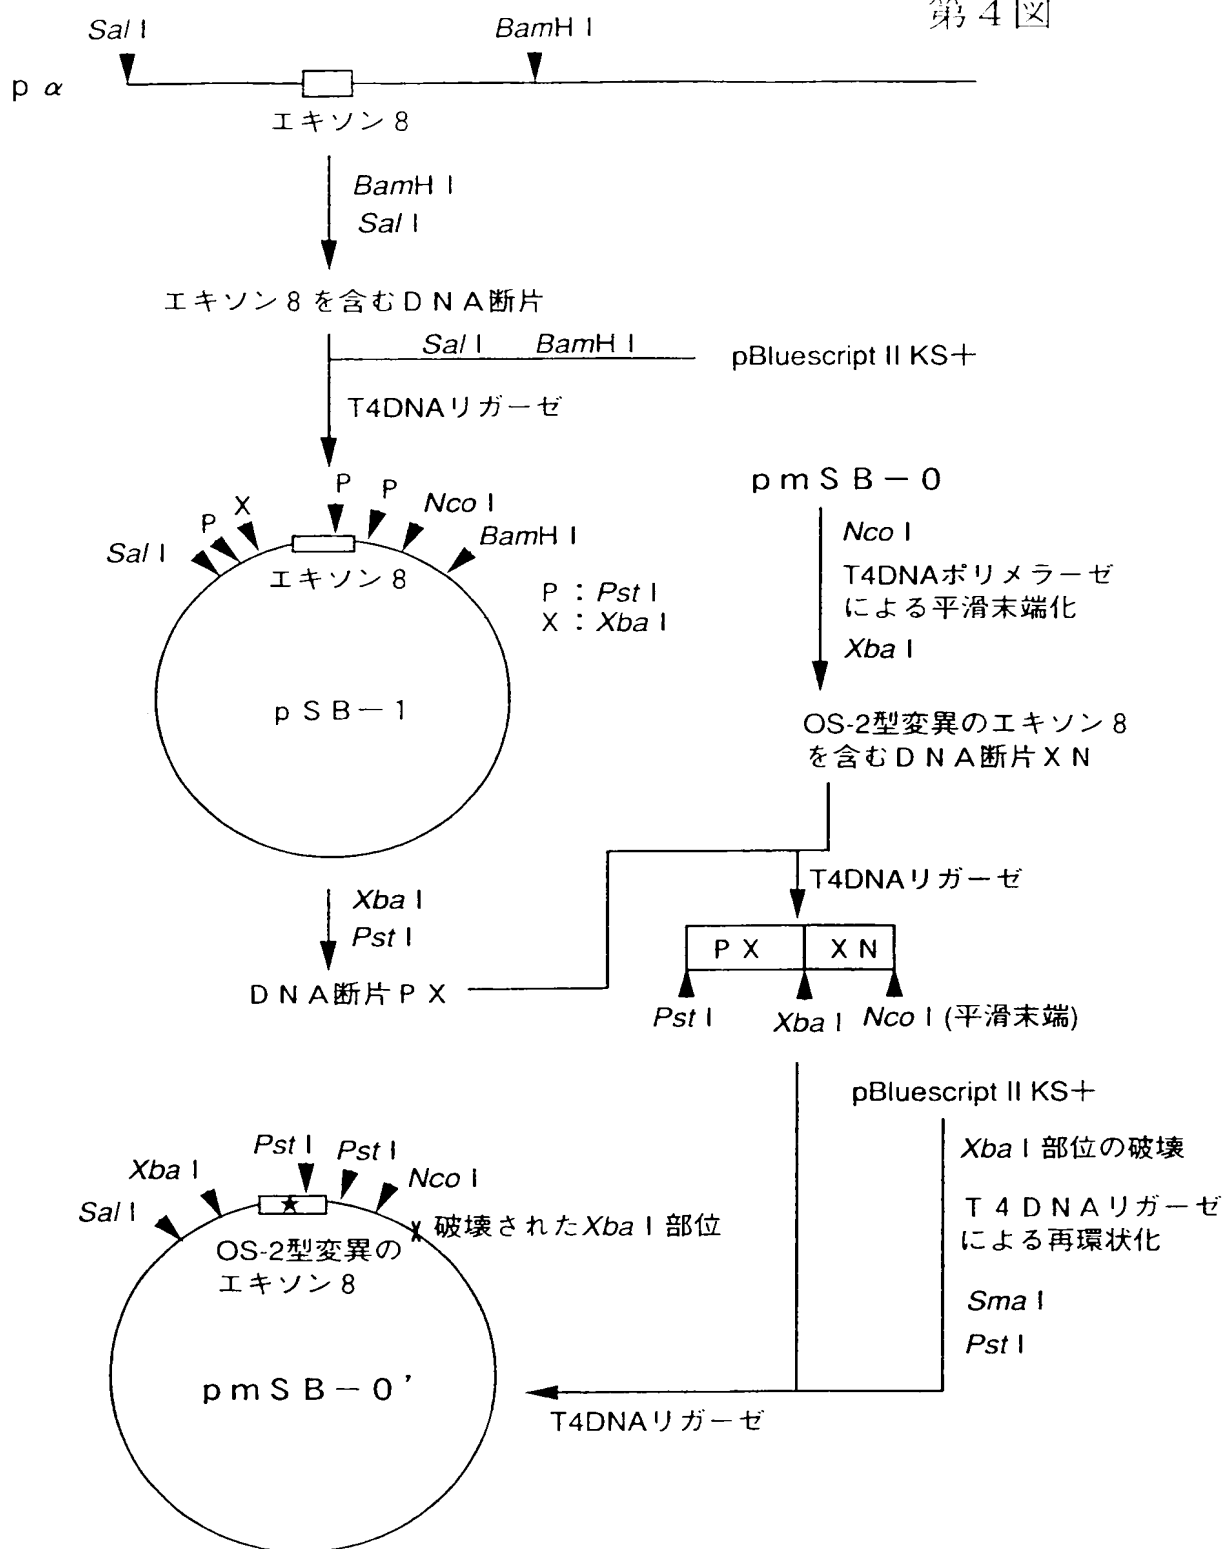 第4図
Sal I
BamH I
p α
エキソン8
BamH I
Sal I
エキソン8を含むDNA断片
Sal I BamH I
pBluescript II KS+
T4DNAリガーゼ
P P
X
Nco I
P
BamH I
Sal I
エキソン8
P : Pst I
X : Xba I
pSB-1
pmSB-0
Nco I
T4DNAポリメラーゼ
による平滑末端化
Xba I
OS-2型変異のエキソン8
を含むDNA断片XN
Xba I
Pst I
DNA断片PX
T4DNAリガーゼ
PX XN
Pst I Xba I Nco I (平滑末端)
pBluescript II KS+
Xba I 部位の破壊
T4DNAリガーゼ
による再環状化
Sma I
Pst I
Pst I Pst I
Xba I Nco I
Sal I
破壊されたXba I 部位
OS-2型変異の
エキソン8
pmSB-0'
T4DNAリガーゼ